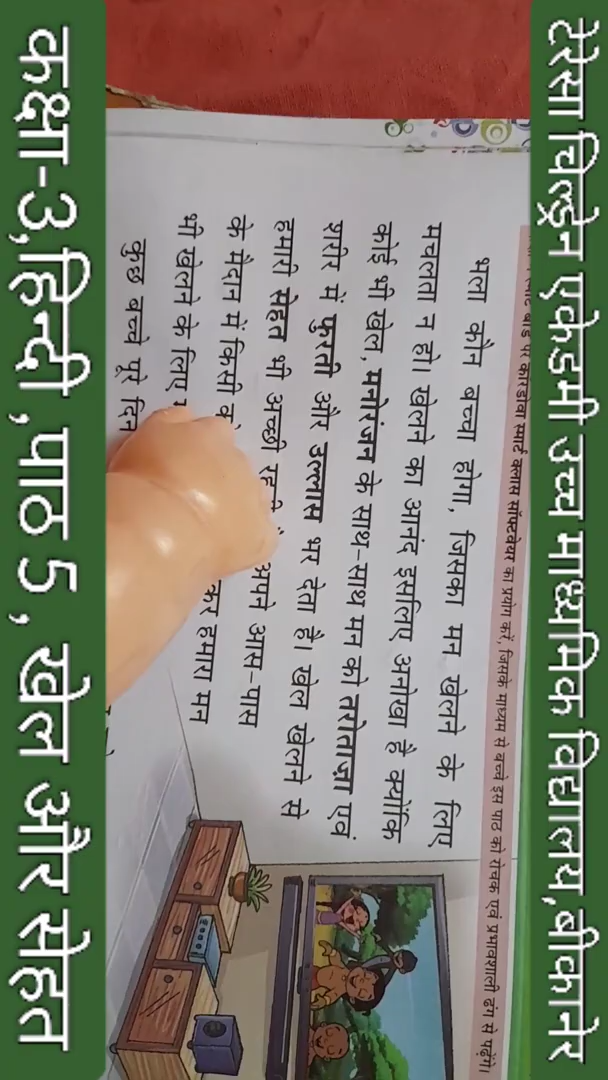 टेरेसा चिल्ड्रेन एकेडमी उच्च माध्यमिक विद्यालय,बीकानेर
बोर्ड पर कॉरडोवा स्मार्ट क्लास सॉफ्टवेयर का प्रयोग करें, जिसके माध्यम से बच्चे इस पाठ को रोचक एवं प्रभावशाली ढंग से पढ़ेंगे।
भला कौन बच्चा होगा, जिसका मन खेलने के लिए
मचलता न हो। खेलने का आनंद इसलिए अनोखा है क्योंकि
कोई भी खेल, मनोरंजन के साथ-साथ मन को तरोताज़ा एवं
शरीर में फुरती और उल्लास भर देता है। खेल खेलने से
हमारी सेहत भी अच्छी अपने आस-पास
के मैदान में किसी कर हमारा मन
भी खेलने के लिए
कुछ बच्चे पूरे दिन
कक्षा-3,हिन्दी ,पाठ 5 , खेल और सेहत